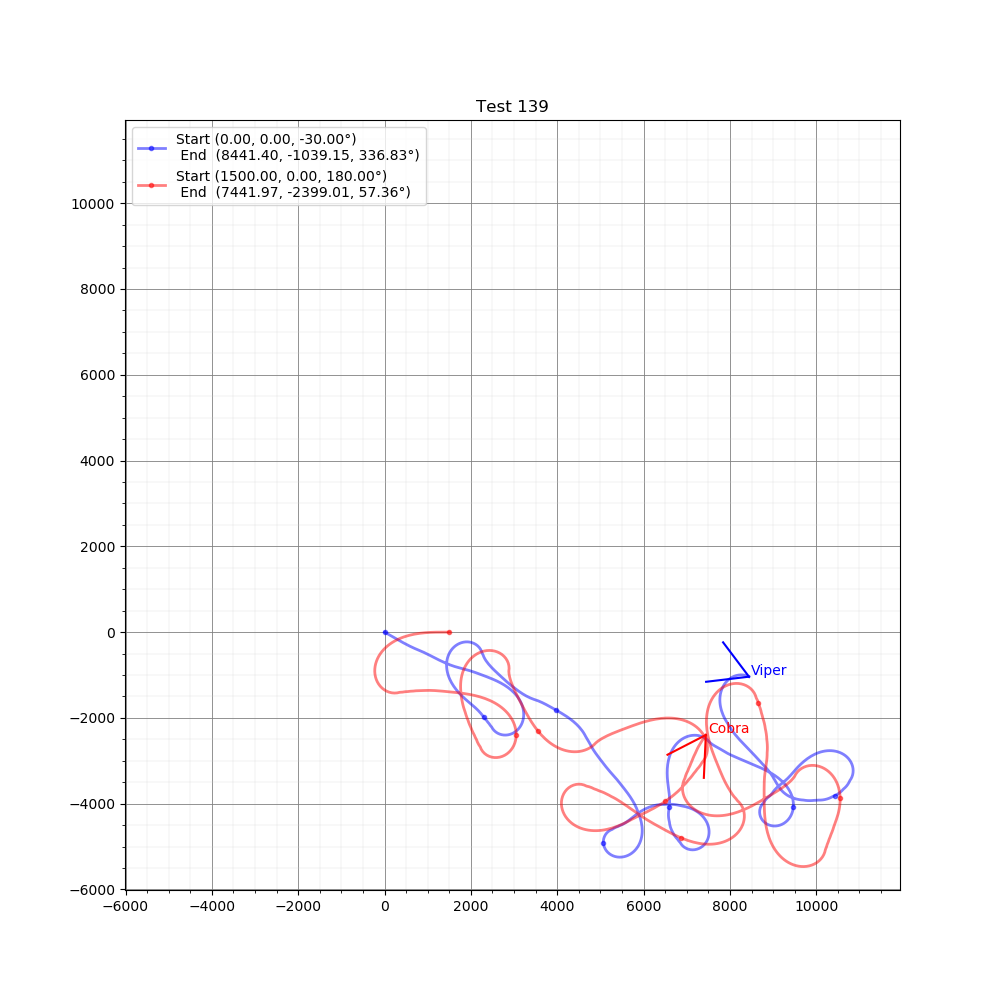 Test 139
Start (0.00, 0.00, -30.00°)
End  (8441.40, -1039.15, 336.83°)
Start (1500.00, 0.00, 180.00°)
End  (7441.97, -2399.01, 57.36°)
10000
8000
6000
4000
2000
0
−2000
−4000
−6000
Viper
Cobra
−6000 −4000 −2000 0 2000 4000 6000 8000 10000